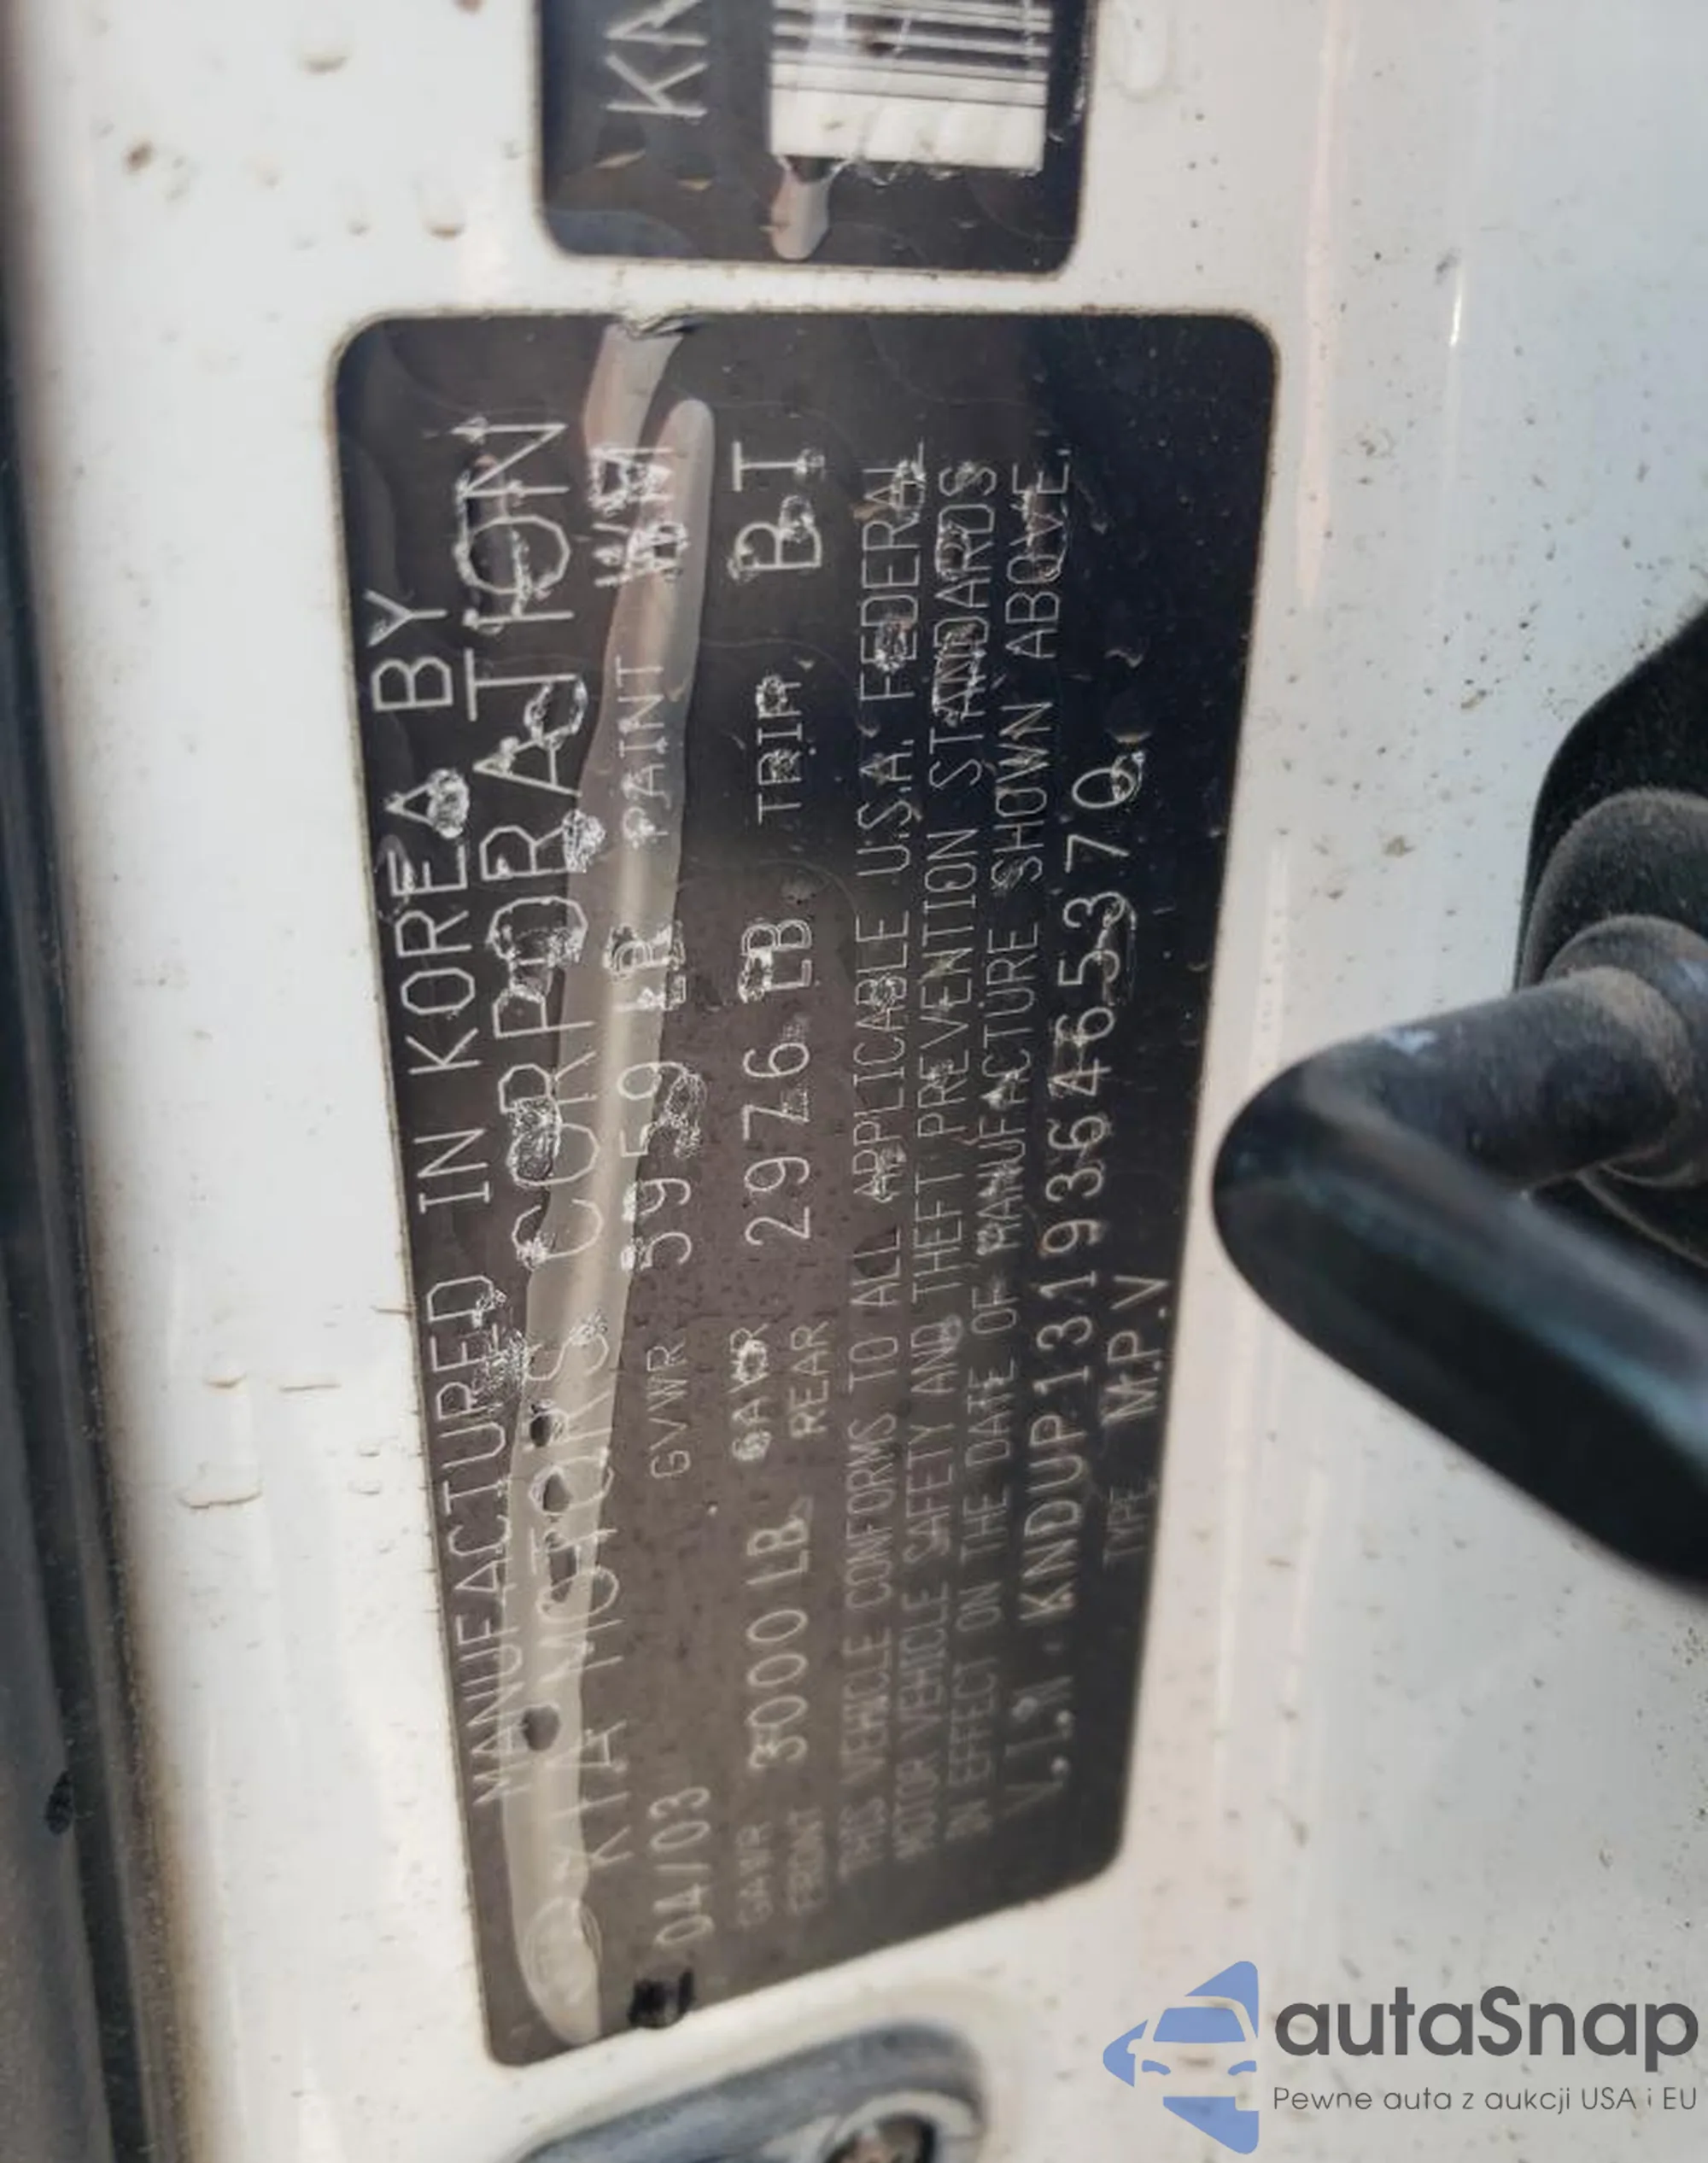 KN
MANUFACTURED IN KOREA BY
KIA MOTORS CORPORATION
04/03 GVWR 5959 LB PAINT
GAWR FRONT 3000 LB GAWR REAR 2976 LB TRIM BI
THIS VEHICLE CONFORMS TO ALL APPLICABLE U.S.A. FEDERAL
MOTOR VEHICLE SAFETY AND THEFT PREVENTION STANDARDS
IN EFFECT ON THE DATE OF MANUFACTURE SHOWN ABOVE.
V.I.N. KNDUP131936465370
TYPE M.P.V
autaSnap
Pewne auta z aukcji USA i EU